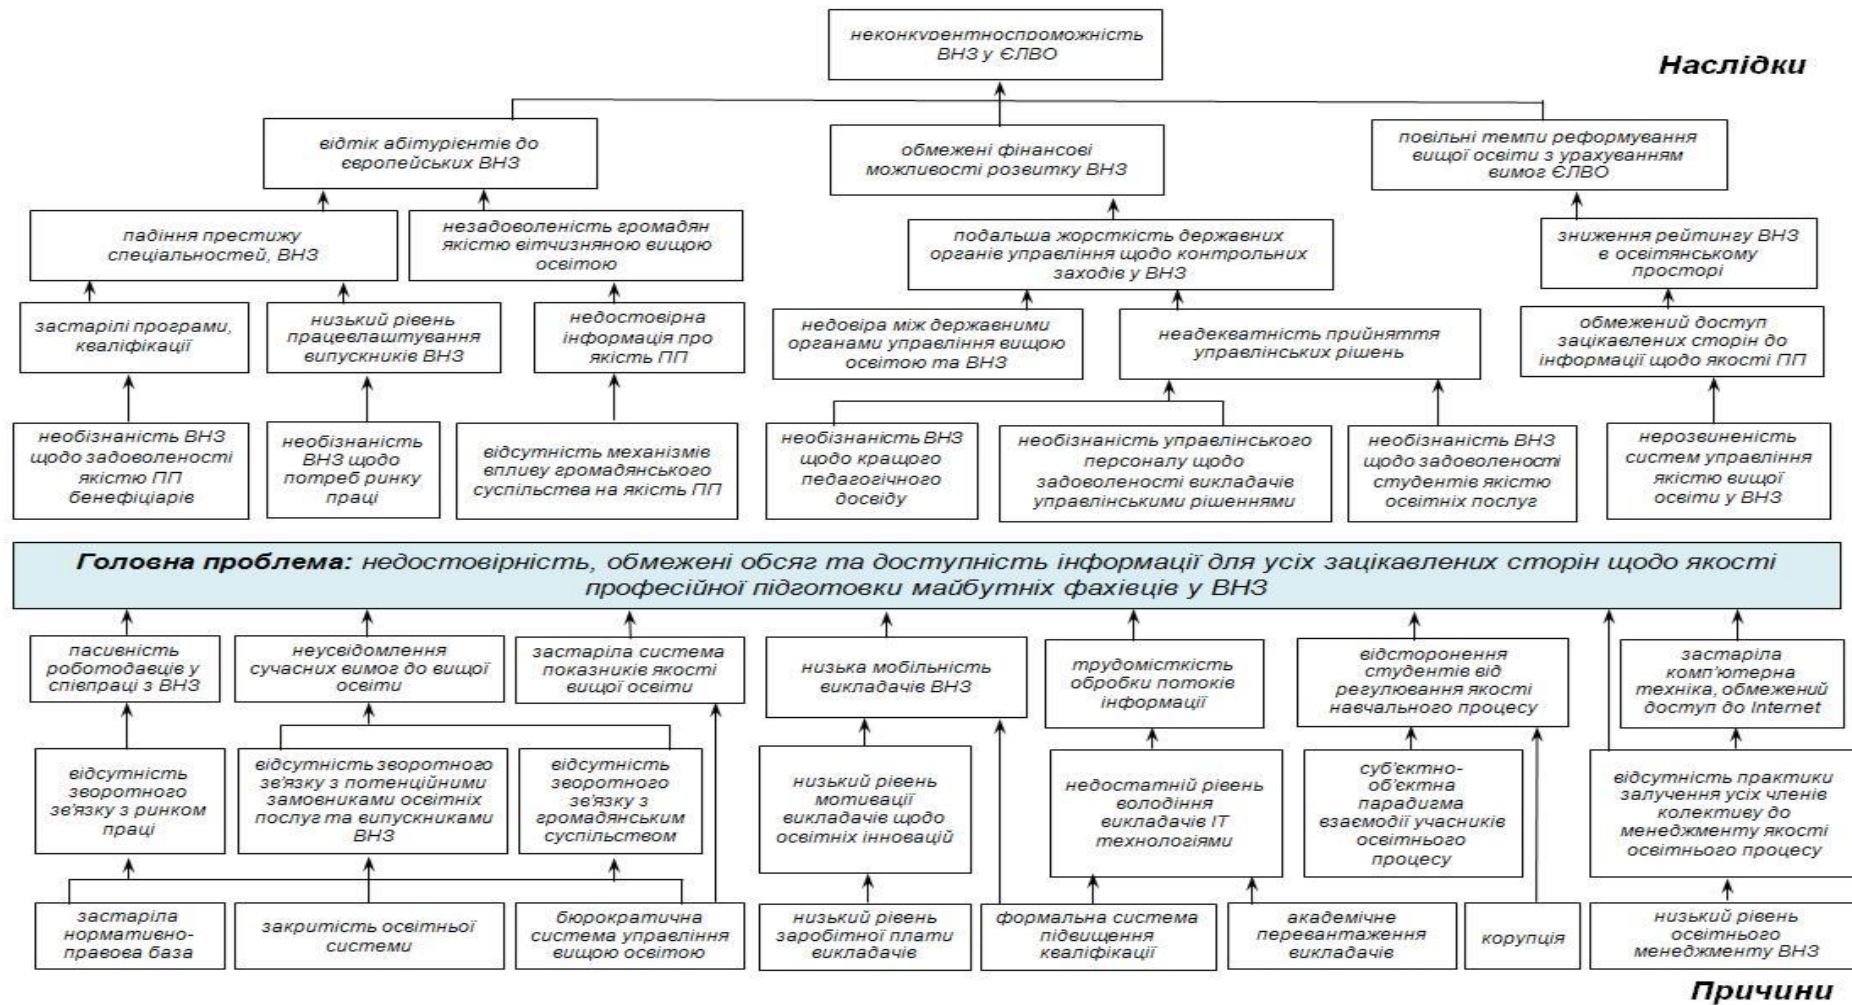 неконкурентноспроможність
ВНЗ у ЄПВО
Наслідки
відтік абітурієнтів до
європейських ВНЗ
обмежені фінансові
можливості розвитку ВНЗ
повільні темпи реформування
вищої освіти з урахуванням
вимог ЄПВО
падіння престижу
спеціальностей, ВНЗ
незадоволеність громадян
якістю вітчизняною вищою
освітою
подальша жорсткість державних
органів управління щодо контрольних
заходів у ВНЗ
зниження рейтингу ВНЗ
в освітянському
просторі
застарілі програми,
кваліфікації
низький рівень
працевлаштування
випускників ВНЗ
недостовірна
інформація про
якість ПП
недовіра між державними
органами управління вищою
освітою та ВНЗ
неадекватність прийняття
управлінських рішень
обмежений доступ
зацікавлених сторін до
інформації щодо якості ПП
необізнаність ВНЗ
щодо задоволеності
якістю ПП
бенефіціарів
необізнаність
ВНЗ щодо
потреб ринку
праці
відсутність механізмів
впливу громадянського
суспільства на якість ПП
необізнаність ВНЗ
щодо кращого
педагогічного
досвіду
необізнаність управлінського
персоналу щодо
задоволеності викладачів
управлінськими рішеннями
необізнаність ВНЗ
щодо задоволеності
студентів якістю
освітніх послуг
нерозвиненість
систем управління
якістю вищої
освіти у ВНЗ
Головна проблема: недостовірність, обмежені обсяг та доступність інформації для усіх зацікавлених сторін щодо якості
професійної підготовки майбутніх фахівців у ВНЗ
пасивність
роботодавців у
співпраці з ВНЗ
неусвідомлення
сучасних вимог до вищої
освіти
застаріла система
показників якості
вищої освіти
низька мобільність
викладачів ВНЗ
трудомісткість
обробки потоків
інформації
відсторонення
студентів від
регулювання якості
навчального процесу
застаріла
комп'ютерна
техніка, обмежений
доступ до Internet
відсутність
зворотного
зв'язку з ринком
праці
відсутність зворотного
зв'язку з потенційними
замовниками освітніх
послуг та випускниками
ВНЗ
відсутність
зворотного
зв'язку з
громадянським
суспільством
низький рівень
мотивації
викладачів щодо
освітніх інновацій
недостатній рівень
володіння
викладачів ІТ
технологіями
суб'єктно-
об'єктна
парадигма
взаємодії учасників
освітнього
процесу
відсутність практики
залучення усіх членів
колективу до
менеджменту якості
освітнього процесу
застаріла
нормативно-
правова база
закритість освітньої
системи
бюрократична
система управління
вищою освітою
низький рівень
заробітної плати
викладачів
формальна система
підвищення
кваліфікації
академічне
перевантаження
викладачів
корупція
низький рівень
освітнього
менеджменту ВНЗ
Причини